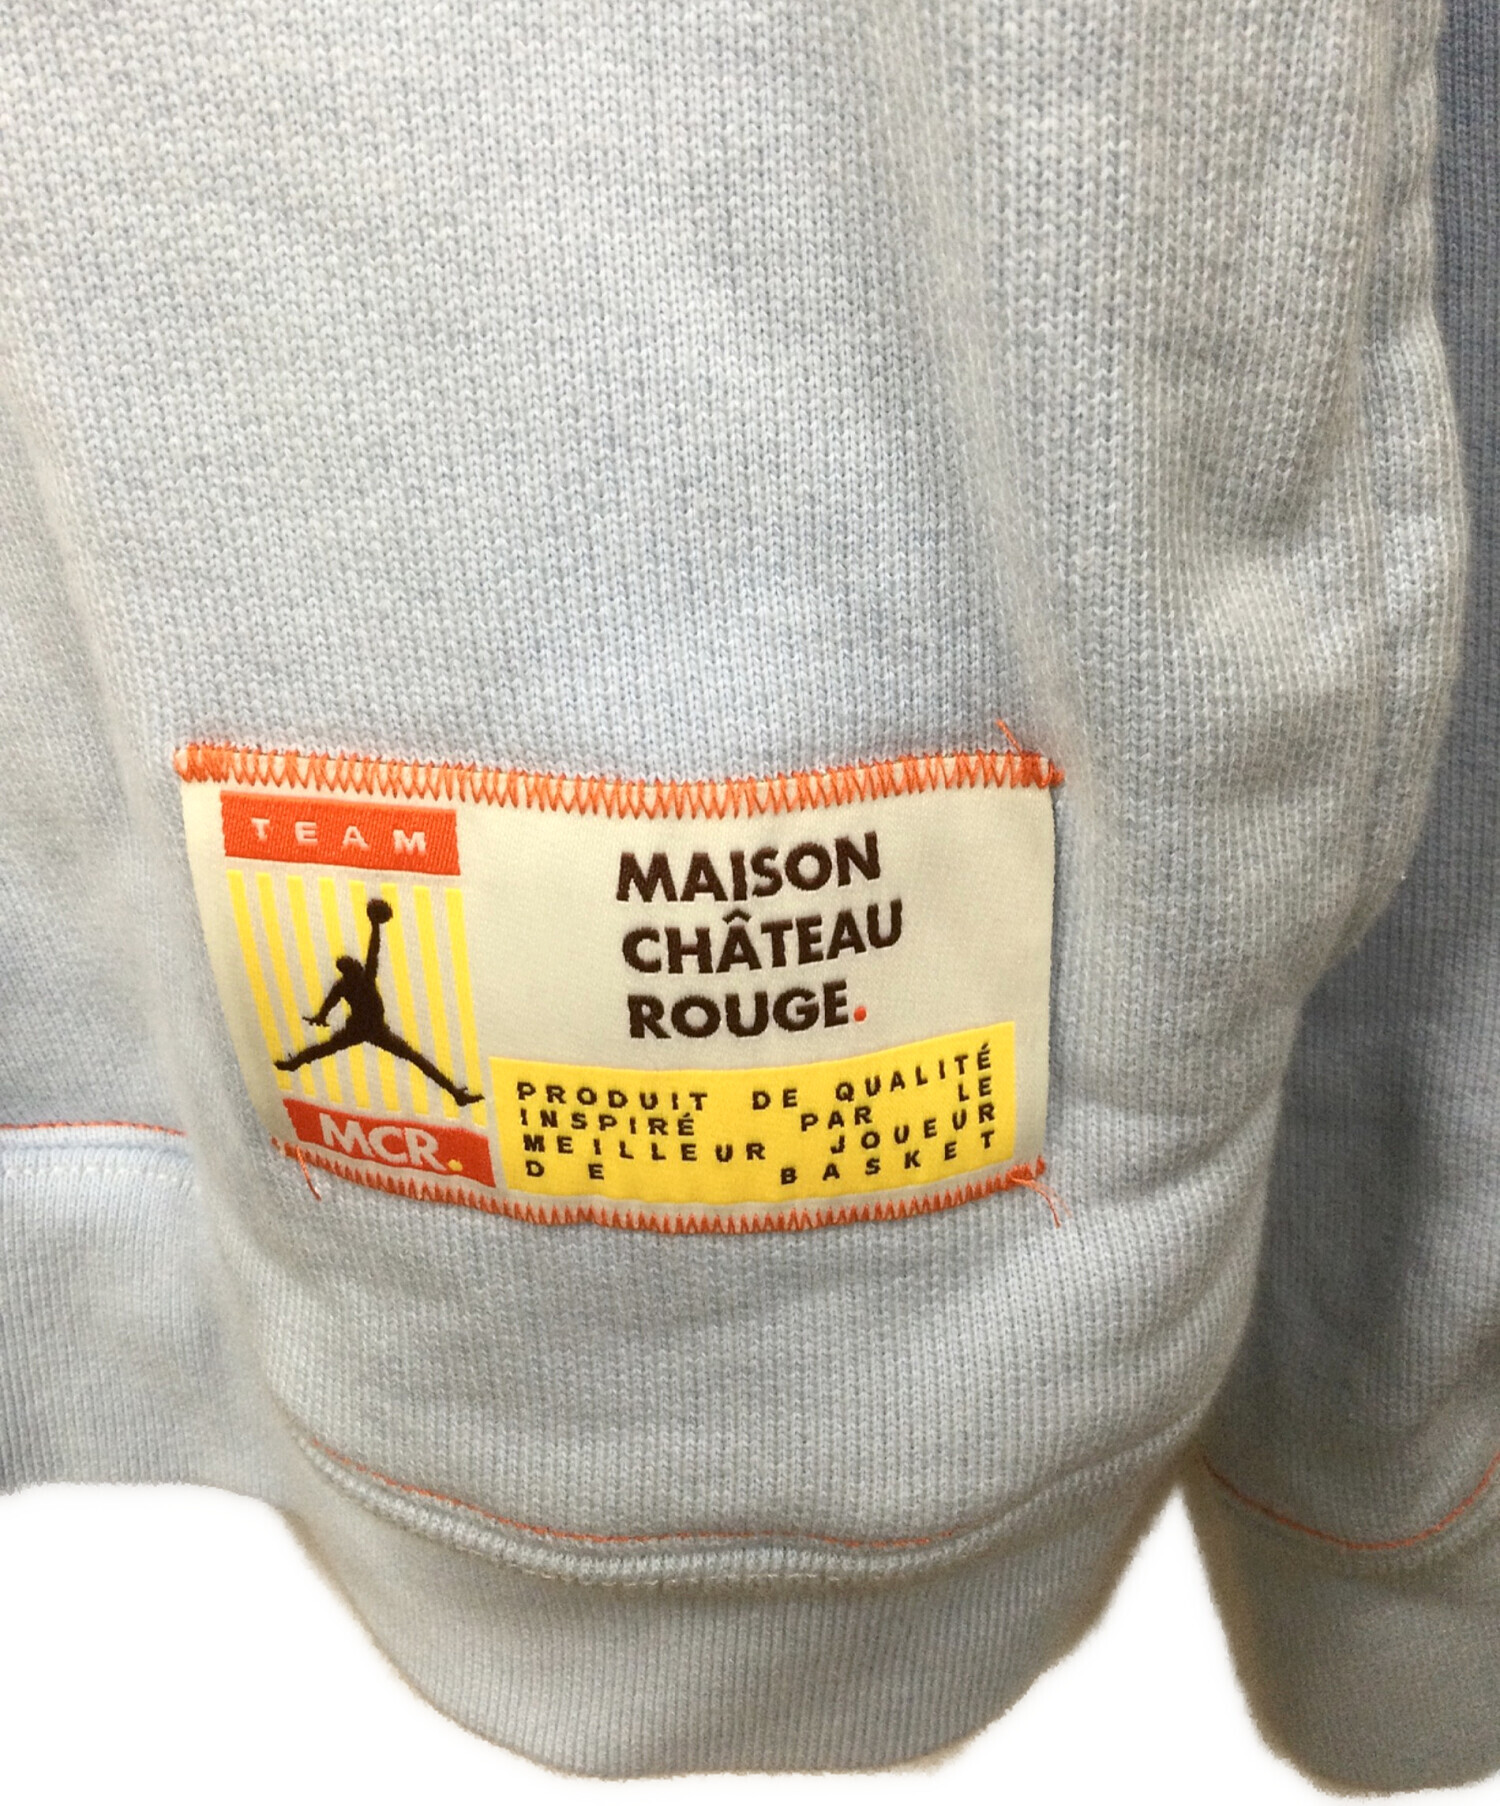 TEAM
MCR.
MAISON
CHÂTEAU
ROUGE.
PRODUIT DE QUALITÉ
INSPIRÉ PAR LE
MEILLEUR JOUEUR
DE BASKET